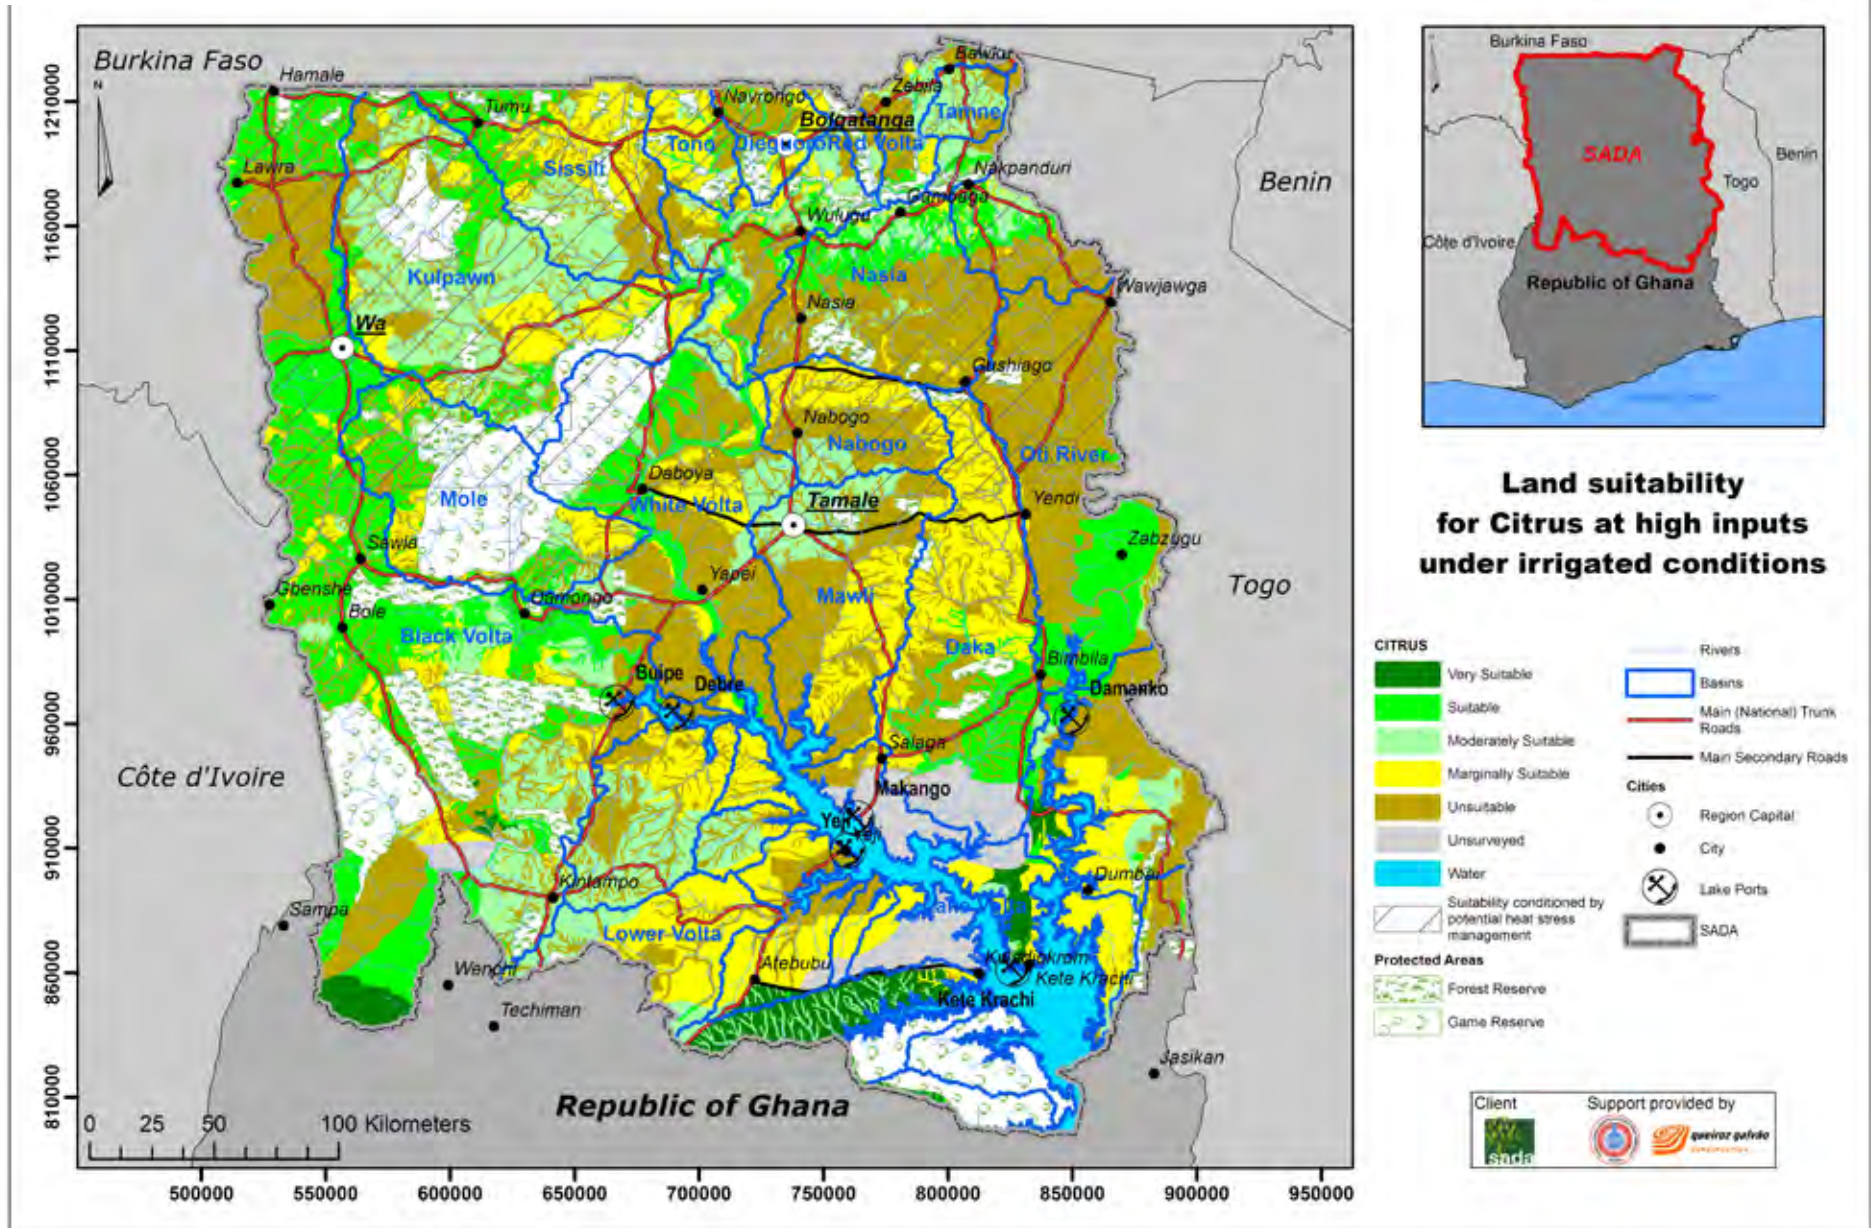 Burkina Faso
Hamale
Tumu
Navrongo
Zebila
Bolgatanga
Tamne
Tono
Red Volta
Sissili
Lawra
Nakpanduri
Gambaga
Wulugu
Nasia
Kulpawn
Nasia
Wawjawga
Wa
Gushiago
Nabogo
Nabogo
Oti River
Daboya
White Volta
Mole
Tamale
Yendi
Zabzugu
Sawla
Gbenshe
Bole
Damongo
Yapei
Mawli
Black Volta
Daka
Bimbila
Buipe
Debre
Damanko
Salaga
Makango
Yeji
Yeji
Dumbai
Kintampo
Sampa
Lower Volta
Atebubu
Wenchi
Kete Krachi
Kete Krachi
Techiman
Jasikan
Benin
Togo
Côte d'Ivoire
Republic of Ghana
N
0 25 50 100 Kilometers
1210000
1160000
1110000
1060000
1010000
960000
910000
860000
810000
500000 550000 600000 650000 700000 750000 800000 850000 900000 950000
Burkina Faso
SADA
Benin
Togo
Côte d'Ivoire
Republic of Ghana
Land suitability
for Citrus at high inputs
under irrigated conditions
CITRUS
Very Suitable
Suitable
Moderately Suitable
Marginally Suitable
Unsuitable
Unsurveyed
Water
Suitability conditioned by
potential heat stress
management
Protected Areas
Forest Reserve
Game Reserve
Rivers
Basins
Main (National) Trunk
Roads
Main Secondary Roads
Cities
Region Capital
City
Lake Ports
SADA
Client
Support provided by
sada
queiroz galvão